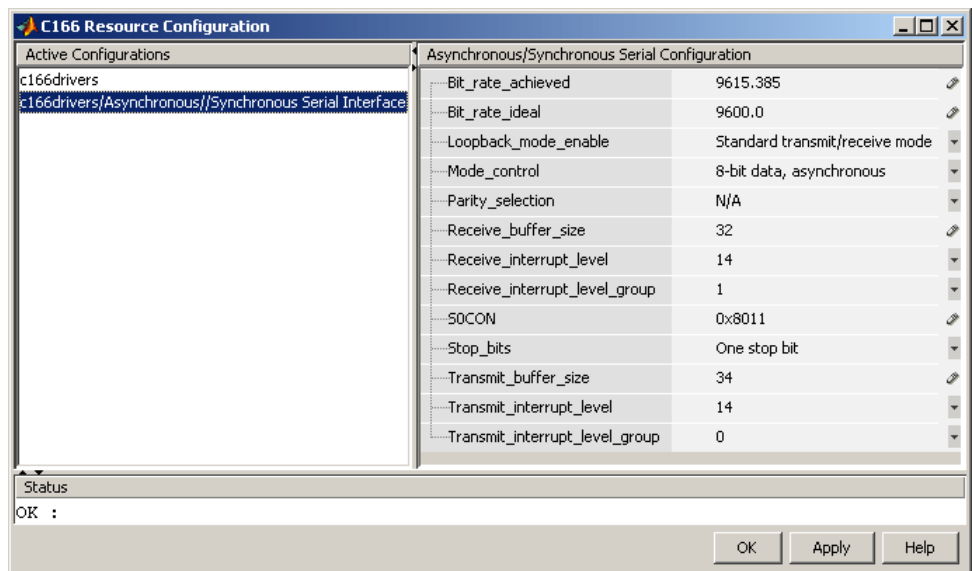 C166 Resource Configuration
Active Configurations
c166drivers
c166drivers/Asynchronous//Synchronous Serial Interface
Asynchronous/Synchronous Serial Configuration
Bit_rate_achieved 9615.385
Bit_rate_ideal 9600.0
Loopback_mode_enable Standard transmit/receive mode
Mode_control 8-bit data, asynchronous
Parity_selection N/A
Receive_buffer_size 32
Receive_interrupt_level 14
Receive_interrupt_level_group 1
S0CON 0x8011
Stop_bits One stop bit
Transmit_buffer_size 34
Transmit_interrupt_level 14
Transmit_interrupt_level_group 0
Status
OK :
OK Apply Help